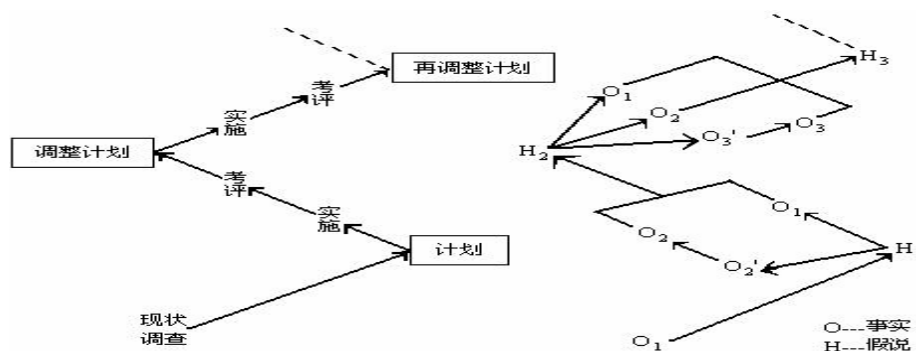 再调整计划
考评
实施
调整计划
考评
实施
计划
现状
调查
H₃
O₁
O₂
O₃'
O₃
H₂
O₁
O₂
O₂'
H
O₁
O---事实
H---假说